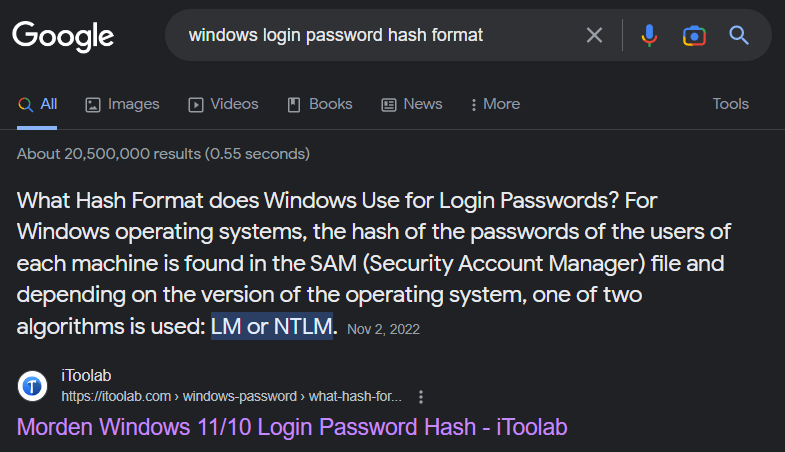 Google
windows login password hash format
All Images Videos Books News More Tools
About 20,500,000 results (0.55 seconds)
What Hash Format does Windows Use for Login Passwords? For
Windows operating systems, the hash of the passwords of the users of
each machine is found in the SAM (Security Account Manager) file and
depending on the version of the operating system, one of two
algorithms is used: LM or NTLM. Nov 2, 2022
iToolab
https://itoolab.com › windows-password › what-hash-for...
Morden Windows 11/10 Login Password Hash - iToolab